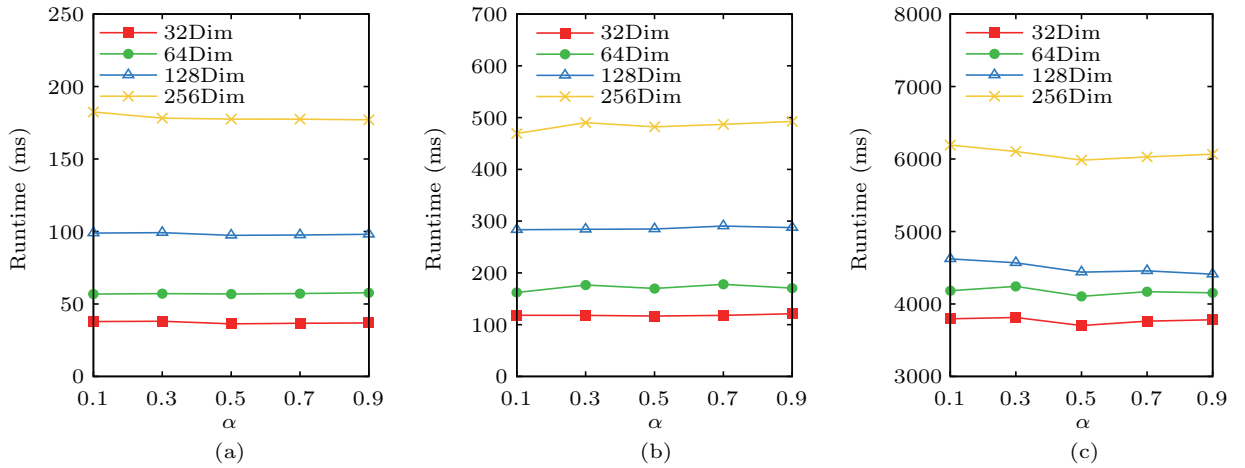 Runtime (ms)
250
200
150
100
50
0
32Dim
64Dim
128Dim
256Dim
0.1 0.3 0.5 0.7 0.9
α
(a)
Runtime (ms)
700
600
500
400
300
200
100
0
32Dim
64Dim
128Dim
256Dim
0.1 0.3 0.5 0.7 0.9
α
(b)
Runtime (ms)
8000
7000
6000
5000
4000
3000
32Dim
64Dim
128Dim
256Dim
0.1 0.3 0.5 0.7 0.9
α
(c)